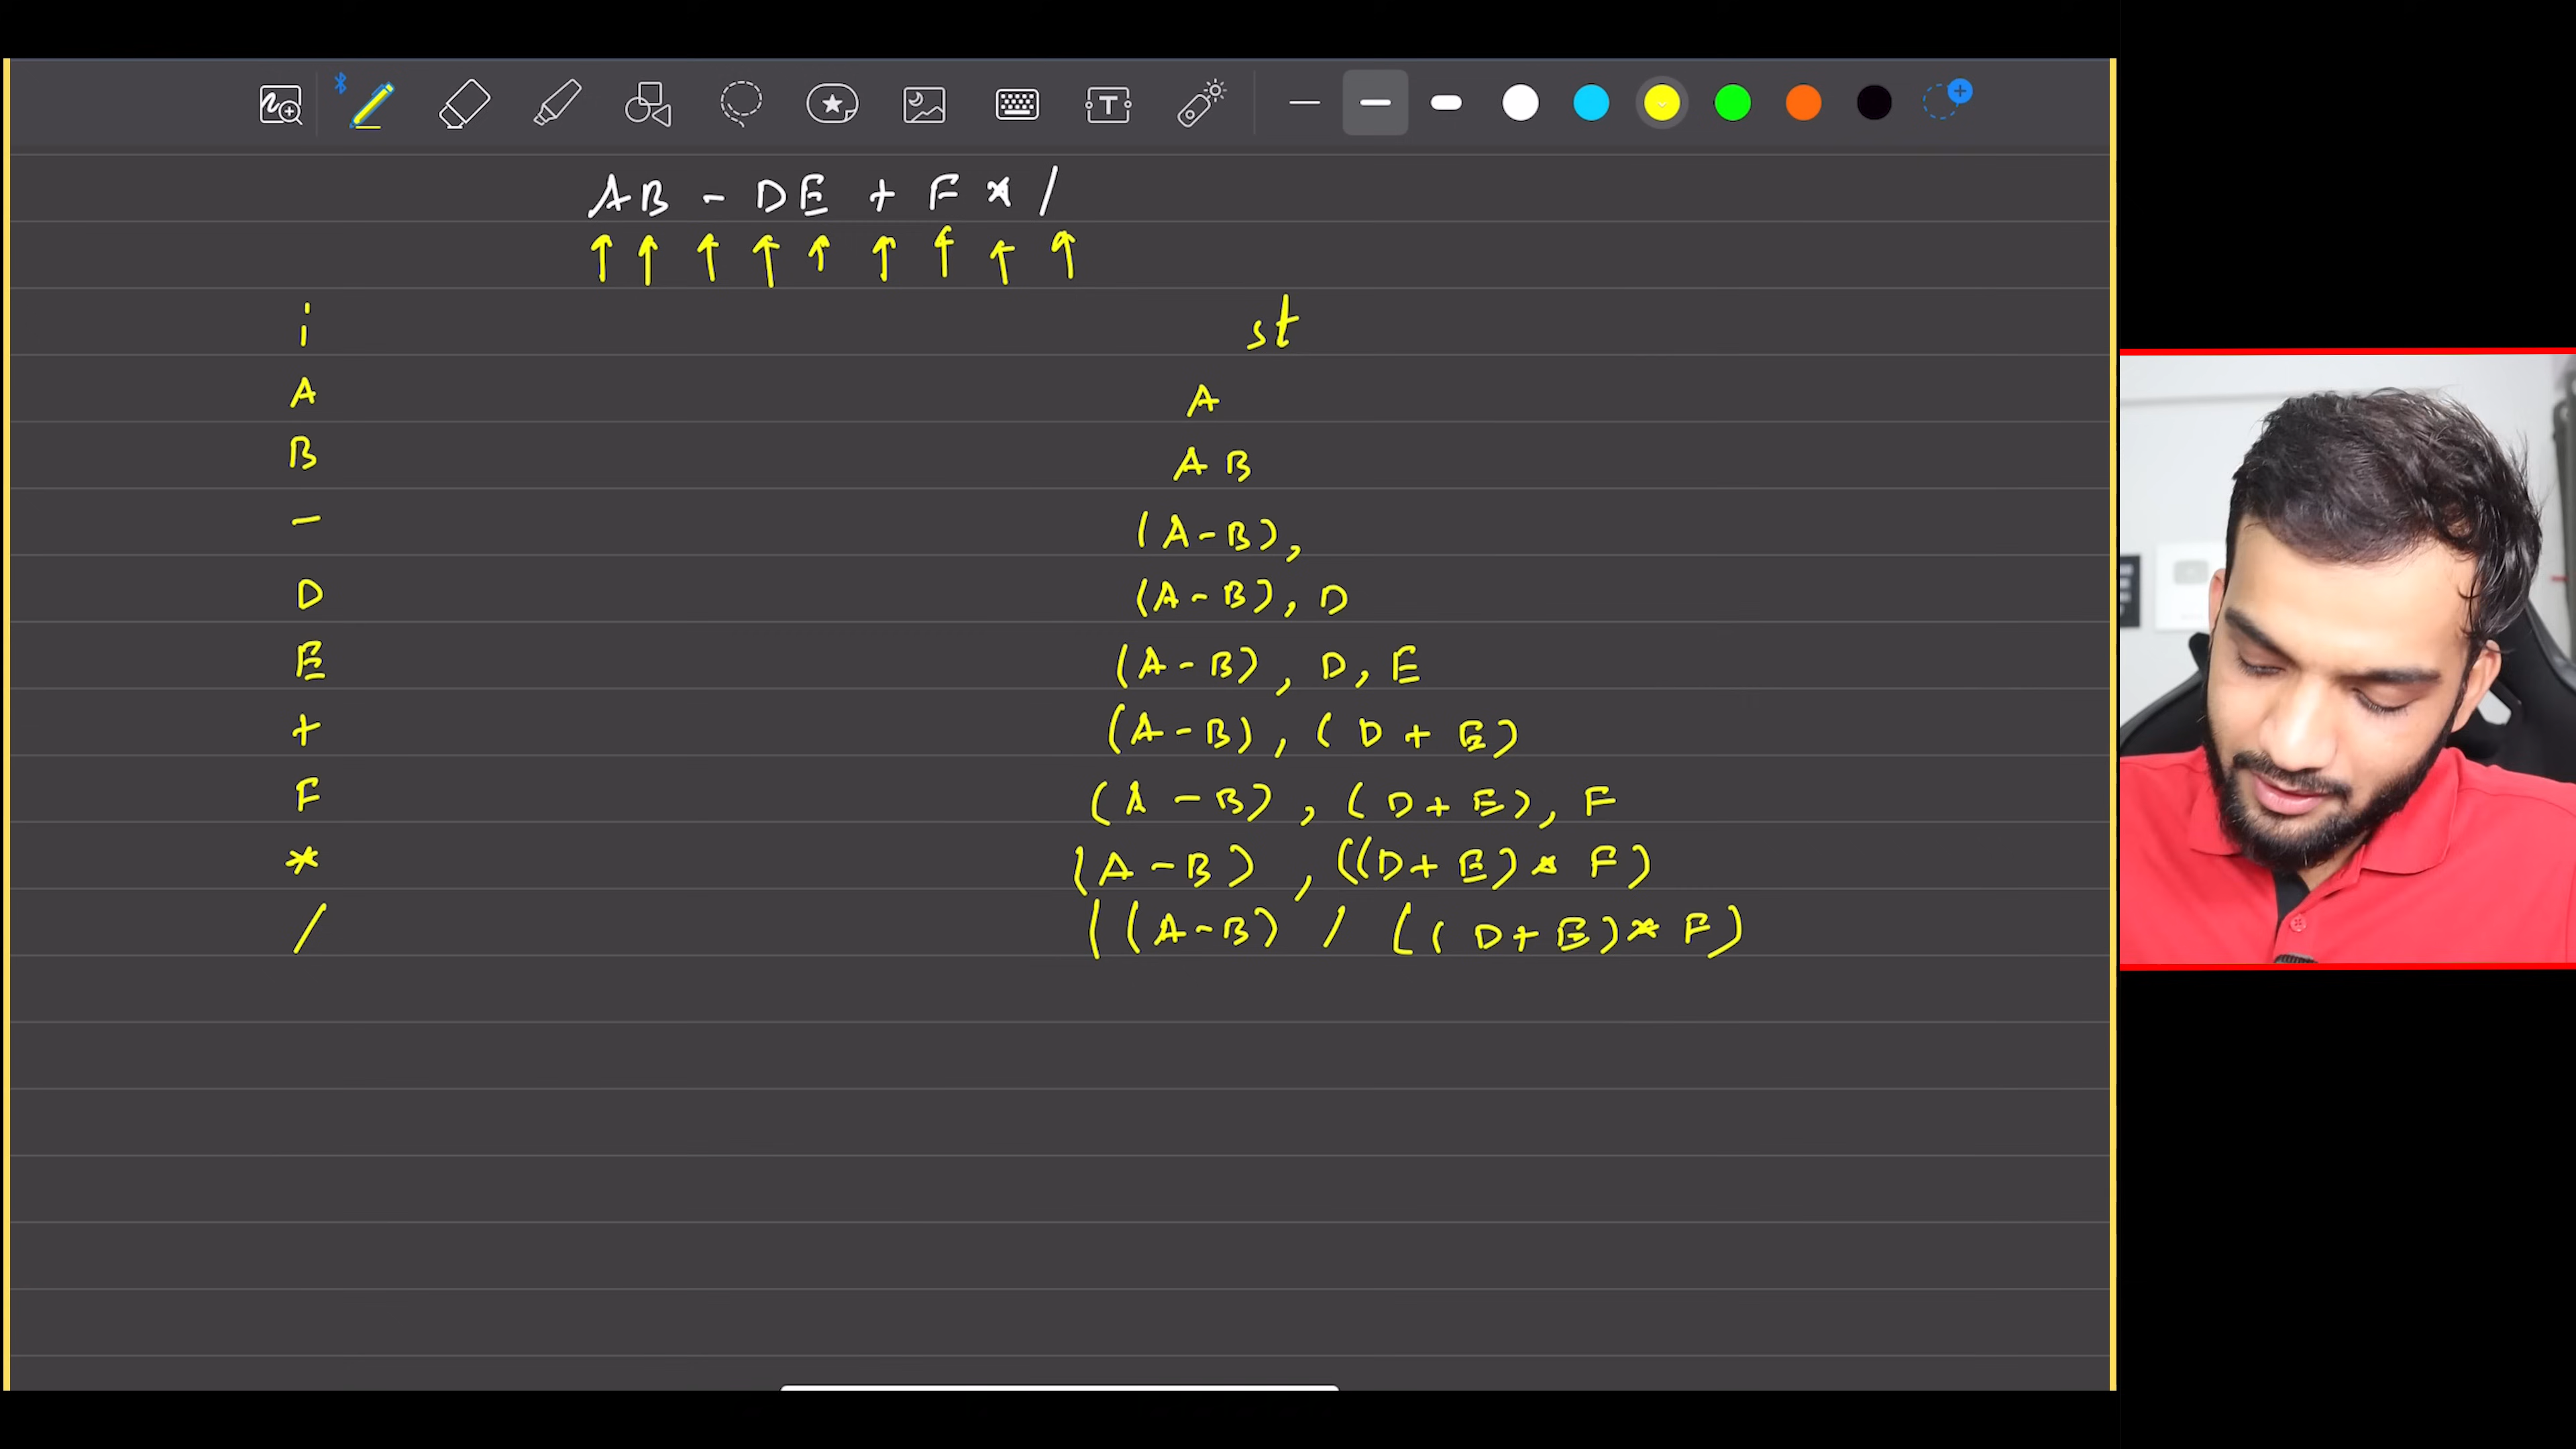 AB - DE + F * /
↑ ↑ ↑ ↑ ↑ ↑ ↑ ↑ ↑
i st
A A
B A B
- (A-B),
D (A-B), D
E (A-B), D, E
+ (A-B), (D + E)
F (A-B), (D+E), F
* (A-B), ((D+E)* F)
/ ((A-B) / ((D+E)* F)